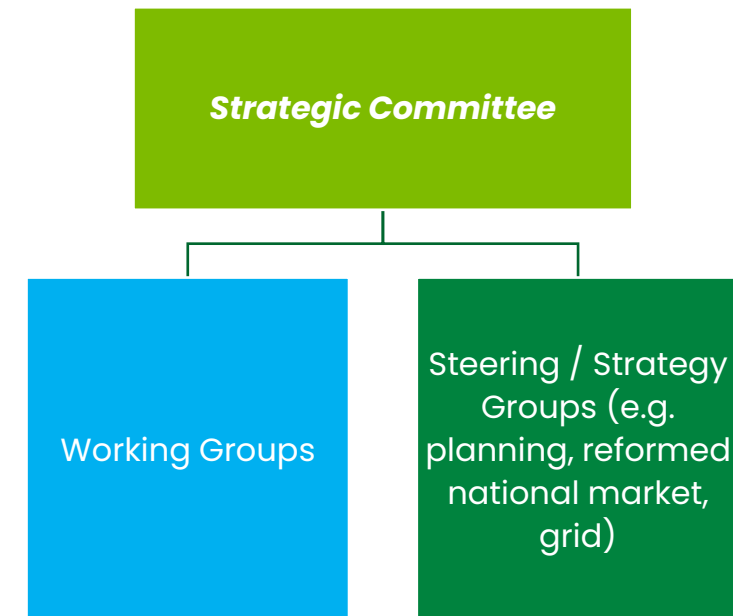 Strategic Committee
Working Groups
Steering / Strategy
Groups (e.g.
planning, reformed
national market,
grid)